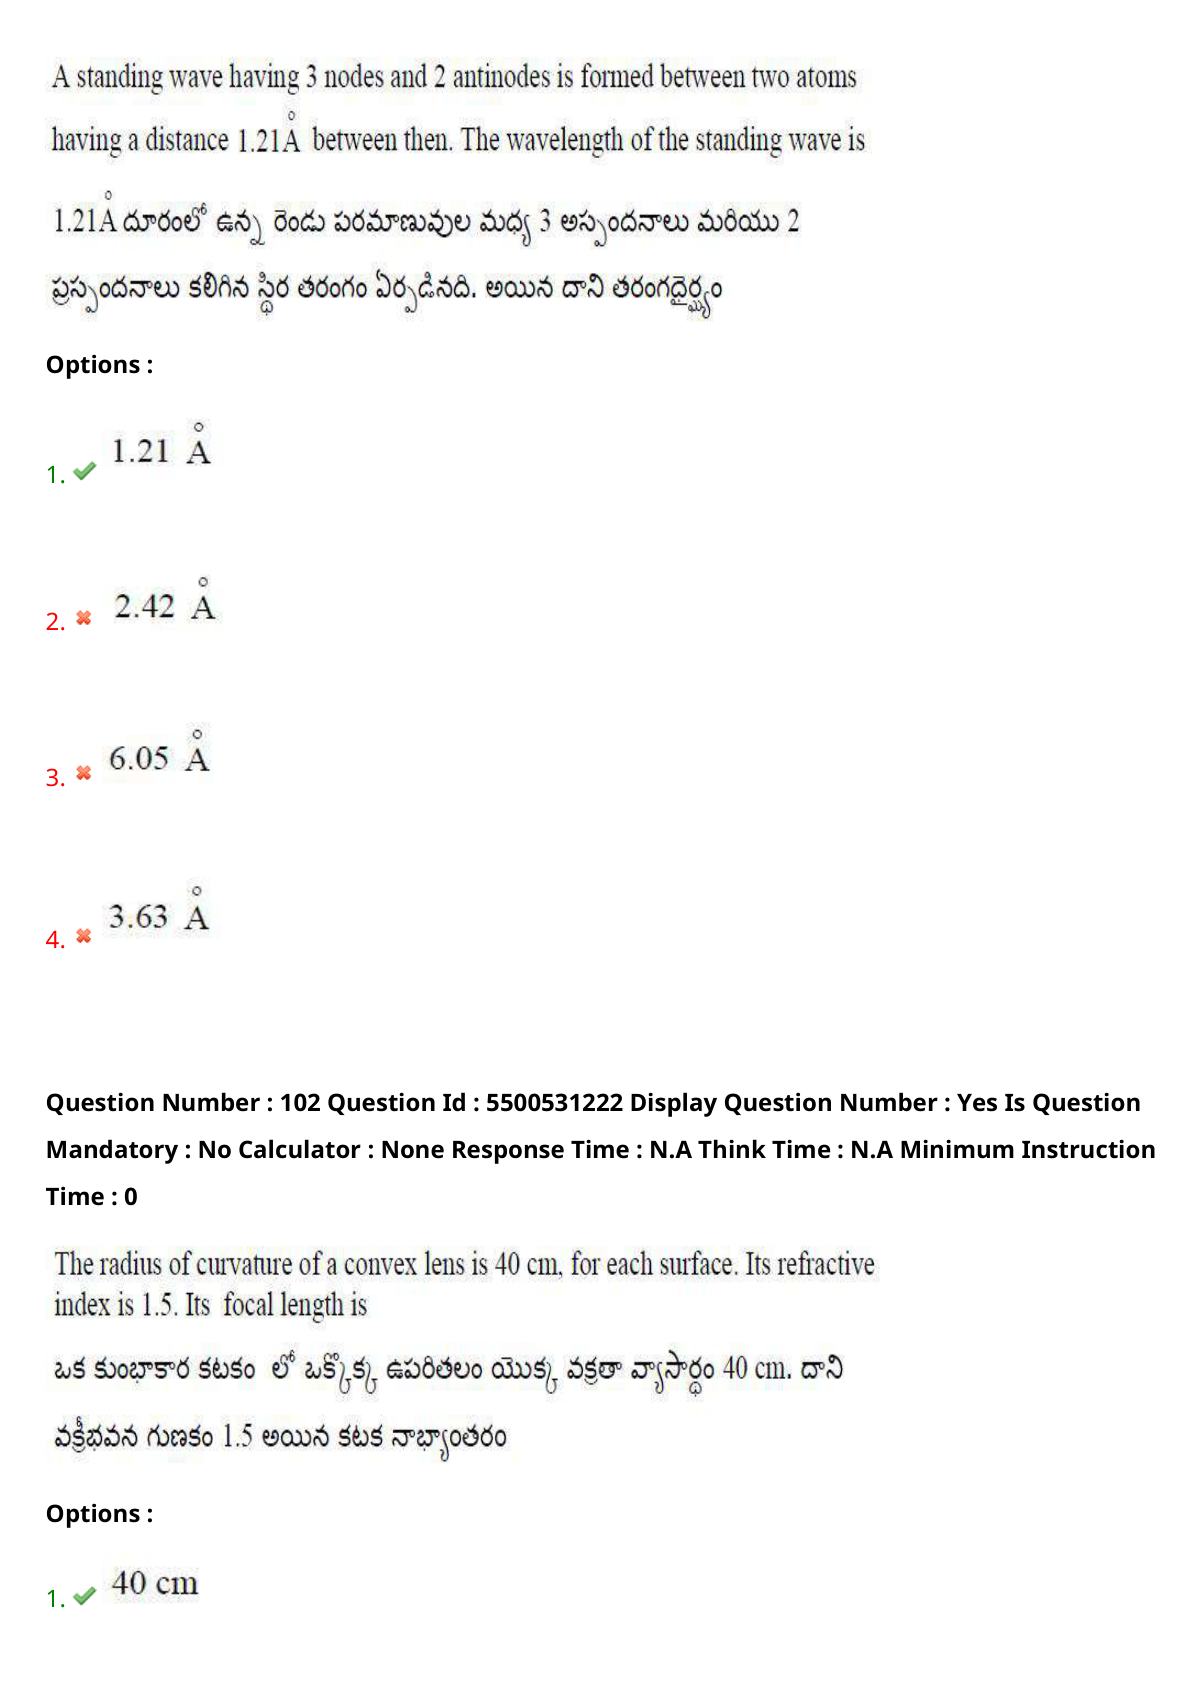 A standing wave having 3 nodes and 2 antinodes is formed between two atoms
having a distance 1.21Å between then. The wavelength of the standing wave is
1.21Å దూరంలో ఉన్న రెండు పరమాణువుల మధ్య 3 అస్పందనాలు మరియు 2
ప్రస్పందనాలు కలిగిన స్థిర తరంగం ఏర్పడినది. అయిన దాని తరంగదైర్ఘ్యం
Options :
1. 1.21 Å
2. 2.42 Å
3. 6.05 Å
4. 3.63 Å
Question Number : 102 Question Id : 5500531222 Display Question Number : Yes Is Question
Mandatory : No Calculator : None Response Time : N.A Think Time : N.A Minimum Instruction
Time : 0
The radius of curvature of a convex lens is 40 cm, for each surface. Its refractive
index is 1.5. Its focal length is
ఒక కుంభాకార కటకం లో ఒక్కొక్క ఉపరితలం యొక్క వక్రతా వ్యాసార్థం 40 cm. దాని
వక్రీభవన గుణకం 1.5 అయిన కటక నాభ్యాంతరం
Options :
1. 40 cm